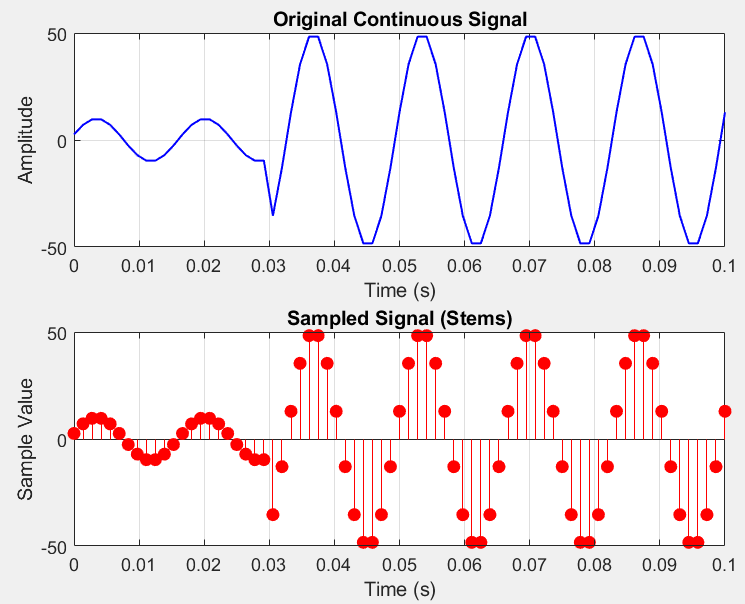 Original Continuous Signal
50
0
-50
Amplitude
0 0.01 0.02 0.03 0.04 0.05 0.06 0.07 0.08 0.09 0.1
Time (s)
Sampled Signal (Stems)
50
0
-50
Sample Value
0 0.01 0.02 0.03 0.04 0.05 0.06 0.07 0.08 0.09 0.1
Time (s)